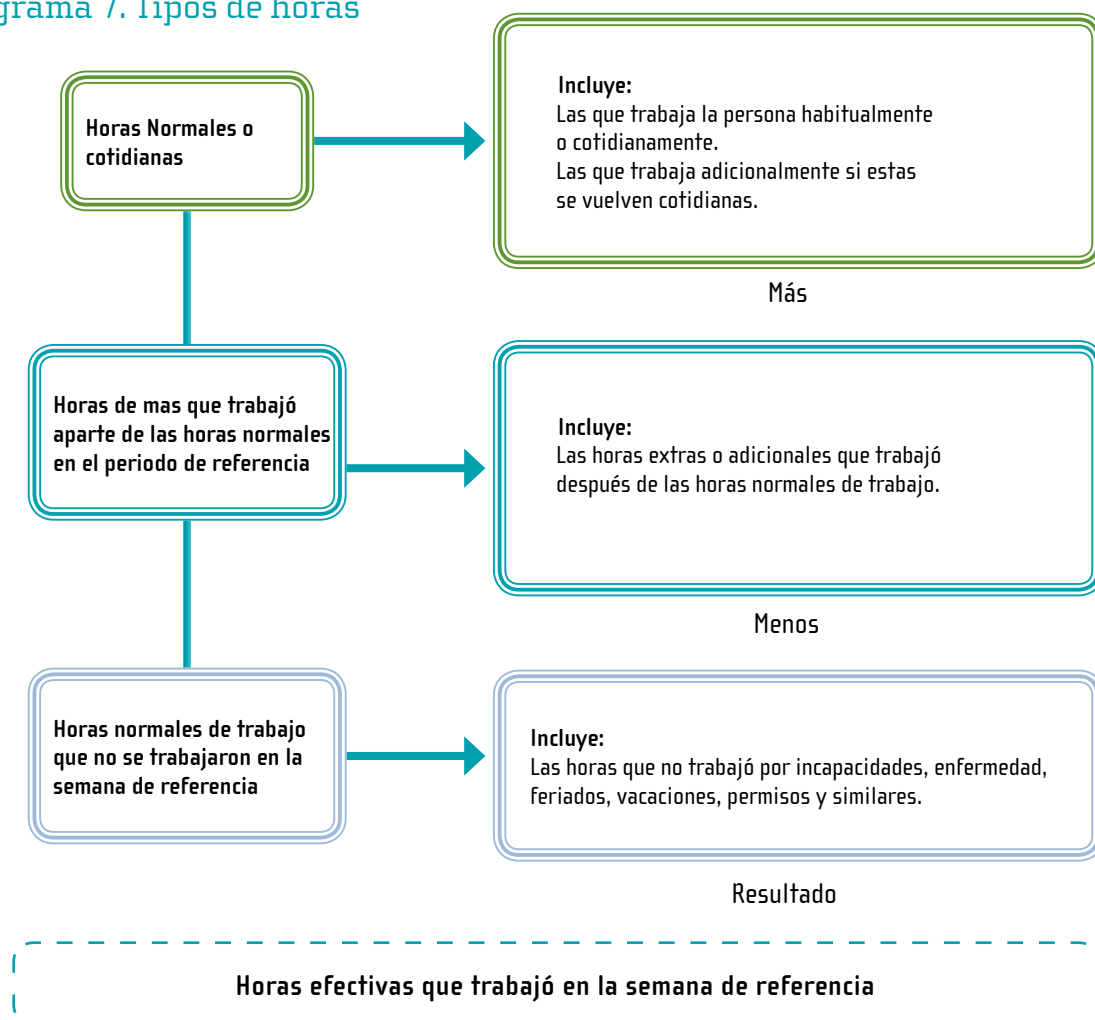 grama 7. Tipos de horas
Horas Normales o
cotidianas
Incluye:
Las que trabaja la persona habitualmente
o cotidianamente.
Las que trabaja adicionalmente si estas
se vuelven cotidianas.
Más
Horas de mas que trabajó
aparte de las horas normales
en el periodo de referencia
Incluye:
Las horas extras o adicionales que trabajó
después de las horas normales de trabajo.
Menos
Horas normales de trabajo
que no se trabajaron en la
semana de referencia
Incluye:
Las horas que no trabajó por incapacidades, enfermedad,
feriados, vacaciones, permisos y similares.
Resultado
Horas efectivas que trabajó en la semana de referencia